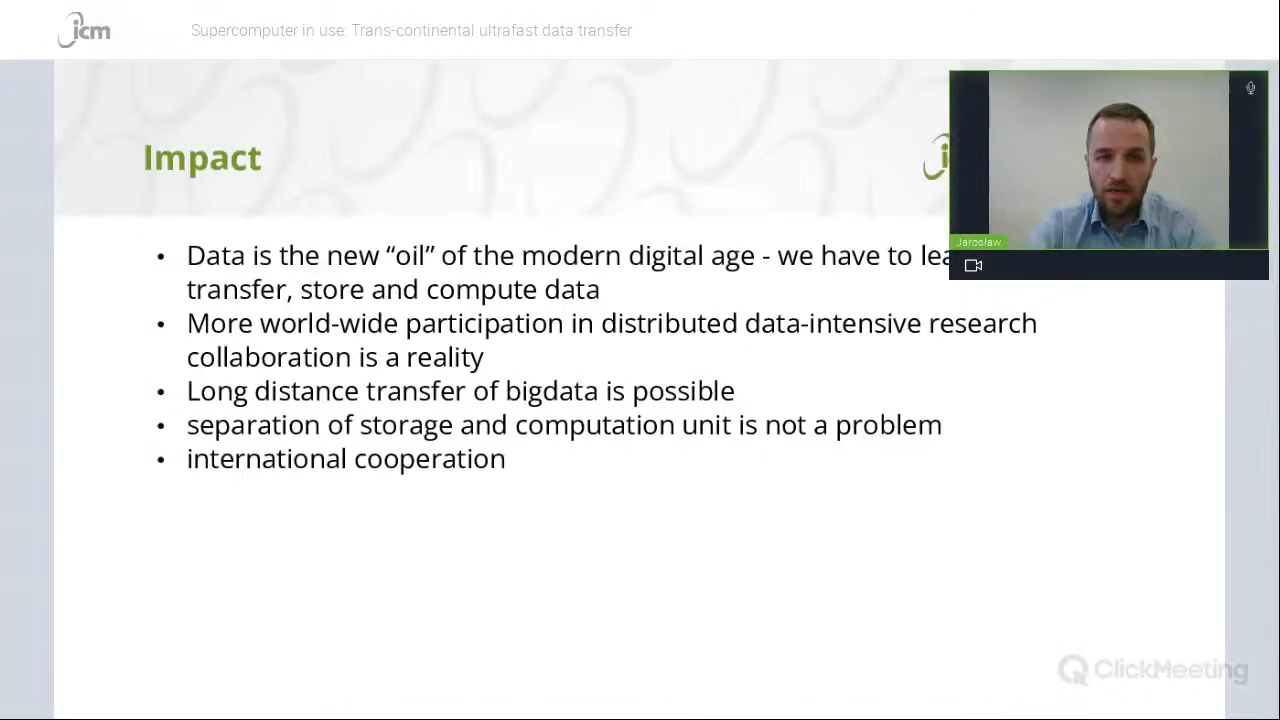 icm
Supercomputer in use: Trans-continental ultrafast data transfer
Impact
Jaroslaw
• Data is the new “oil” of the modern digital age - we have to
transfer, store and compute data
• More world-wide participation in distributed data-intensive research
collaboration is a reality
• Long distance transfer of bigdata is possible
• separation of storage and computation unit is not a problem
• international cooperation
ClickMeeting